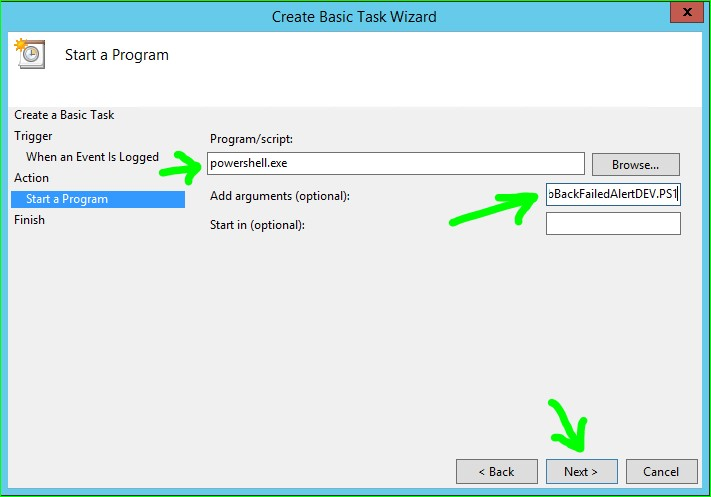 Create Basic Task Wizard
x
Start a Program
Create a Basic Task
Trigger
When an Event Is Logged
Action
Start a Program
Finish
Program/script:
powershell.exe
Browse...
Add arguments (optional):
oBackFailedAlertDEV.PS1
Start in (optional):
< Back
Next >
Cancel